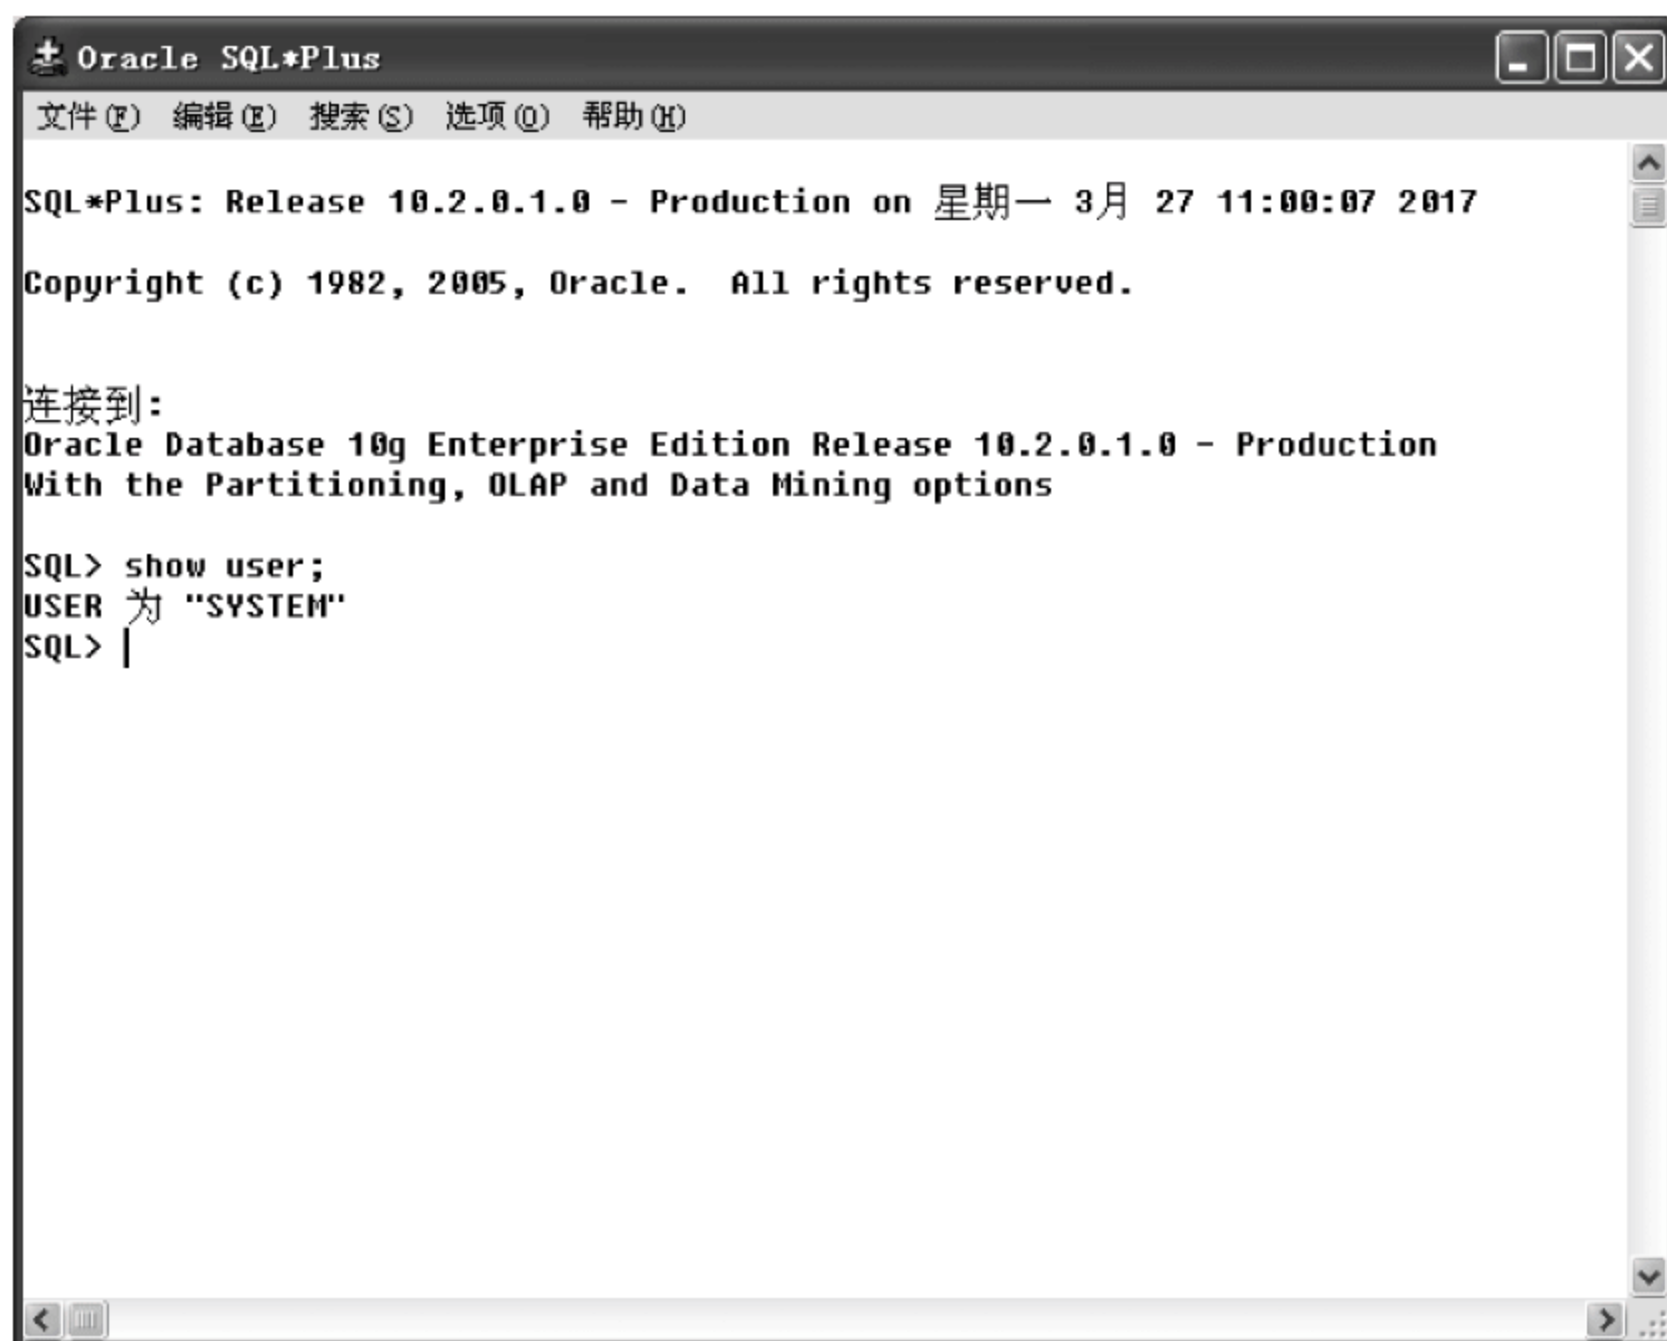 Oracle SQL*Plus
文件(F) 编辑(E) 搜索(S) 选项(O) 帮助(H)
SQL*Plus: Release 10.2.0.1.0 - Production on 星期一 3月 27 11:00:07 2017
Copyright (c) 1982, 2005, Oracle.  All rights reserved.
连接到:
Oracle Database 10g Enterprise Edition Release 10.2.0.1.0 - Production
With the Partitioning, OLAP and Data Mining options
SQL> show user;
USER 为 "SYSTEM"
SQL>